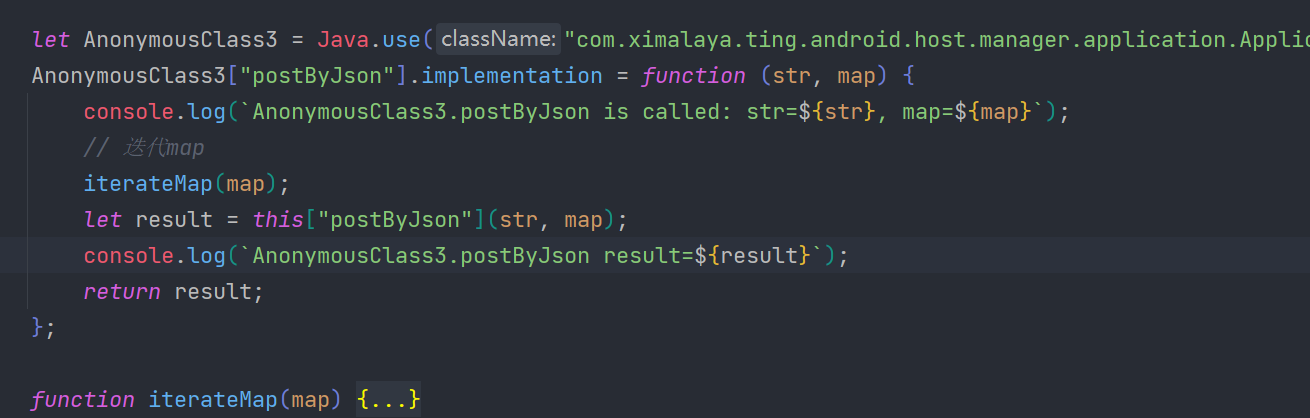 let AnonymousClass3 = Java.use( className: "com.ximalaya.ting.android.host.manager.application.Applic
AnonymousClass3["postByJson"].implementation = function (str, map) {
console.log(`AnonymousClass3.postByJson is called: str=${str}, map=${map}`);
// 迭代map
iterateMap(map);
let result = this["postByJson"](str, map);
console.log(`AnonymousClass3.postByJson result=${result}`);
return result;
};
function iterateMap(map) {...}